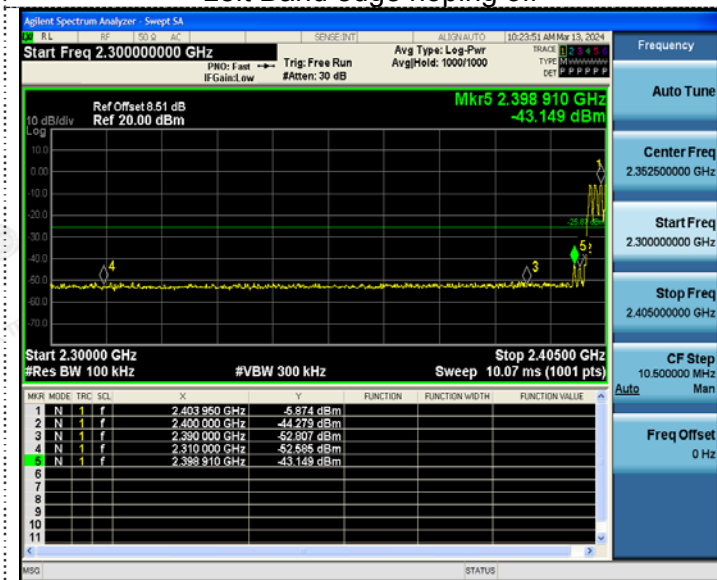 Agilent Spectrum Analyzer - Swept SA
RL RF 50 Ω AC SENSE:INT ALIGN AUTO 10:23:51 AM Mar 13, 2024
Start Freq 2.300000000 GHz
PNO: Fast
IFGain:Low
Trig: Free Run
#Atten: 30 dB
Avg Type: Log-Pwr
Avg|Hold: 1000/1000
TRACE 1 2 3 4 5 6
TYPE M
DET P P P P P P
Frequency
Ref Offset 8.51 dB
10 dB/div Ref 20.00 dBm
Log
Mkr5 2.398 910 GHz
-43.149 dBm
10.0
0.00
-10.0
-20.0
-30.0
-40.0
-60.0
-70.0
1
4
3
5
Start 2.30000 GHz Stop 2.40500 GHz
#Res BW 100 kHz #VBW 300 kHz Sweep 10.07 ms (1001 pts)
MKR MODE TRC SCL X Y FUNCTION FUNCTION WIDTH FUNCTION VALUE
1 N 1 f 2.403 950 GHz -5.874 dBm
2 N 1 f 2.400 000 GHz -44.279 dBm
3 N 1 f 2.390 000 GHz -52.807 dBm
4 N 1 f 2.310 000 GHz -52.585 dBm
5 N 1 f 2.398 910 GHz -43.149 dBm
6
7
8
9
10
11
MSG STATUS
Auto Tune
Center Freq
2.352500000 GHz
Start Freq
2.300000000 GHz
Stop Freq
2.405000000 GHz
CF Step
10.500000 MHz
Auto Man
Freq Offset
0 Hz